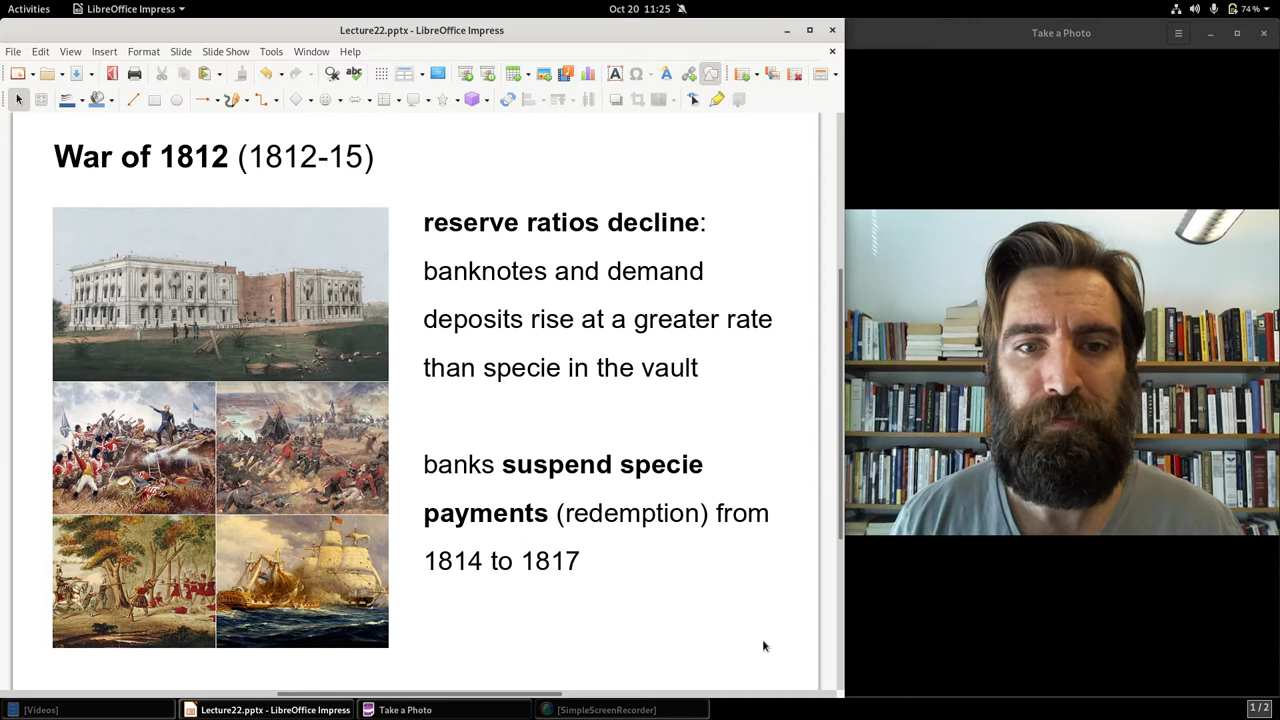 Activities
LibreOffice Impress
Oct 20 11:25
74 %
Lecture22.pptx - LibreOffice Impress
Take a Photo
File Edit View Insert Format Slide Slide Show Tools Window Help
War of 1812 (1812-15)
reserve ratios decline:
banknotes and demand
deposits rise at a greater rate
than specie in the vault
banks suspend specie
payments (redemption) from
1814 to 1817
[Videos]
Lecture22.pptx - LibreOffice Impress
Take a Photo
[SimpleScreenRecorder]
1 / 2